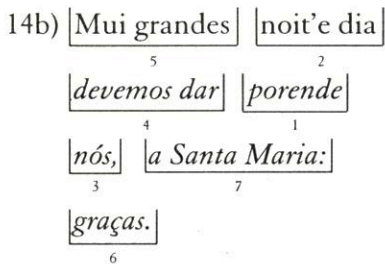 14b) Mui grandes noit'e dia
5 2
devemos dar porende
4 1
nós, a Santa Maria:
3 7
graças.
6